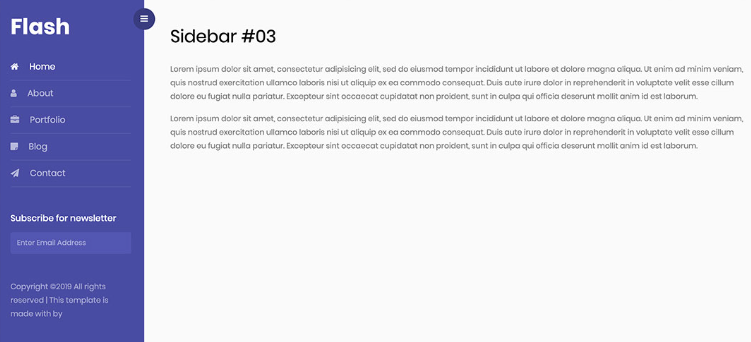 Flash
Home
About
Portfolio
Blog
Contact
Subscribe for newsletter
Enter Email Address
Copyright ©2019 All rights
reserved | This template is
made with by
Sidebar #03
Lorem ipsum dolor sit amet, consectetur adipisicing elit, sed do eiusmod tempor incididunt ut labore et dolore magna aliqua. Ut enim ad minim veniam,
quis nostrud exercitation ullamco laboris nisi ut aliquip ex ea commodo consequat. Duis aute irure dolor in reprehenderit in voluptate velit esse cillum
dolore eu fugiat nulla pariatur. Excepteur sint occaecat cupidatat non proident, sunt in culpa qui officia deserunt mollit anim id est laborum.
Lorem ipsum dolor sit amet, consectetur adipisicing elit, sed do eiusmod tempor incididunt ut labore et dolore magna aliqua. Ut enim ad minim veniam,
quis nostrud exercitation ullamco laboris nisi ut aliquip ex ea commodo consequat. Duis aute irure dolor in reprehenderit in voluptate velit esse cillum
dolore eu fugiat nulla pariatur. Excepteur sint occaecat cupidatat non proident, sunt in culpa qui officia deserunt mollit anim id est laborum.